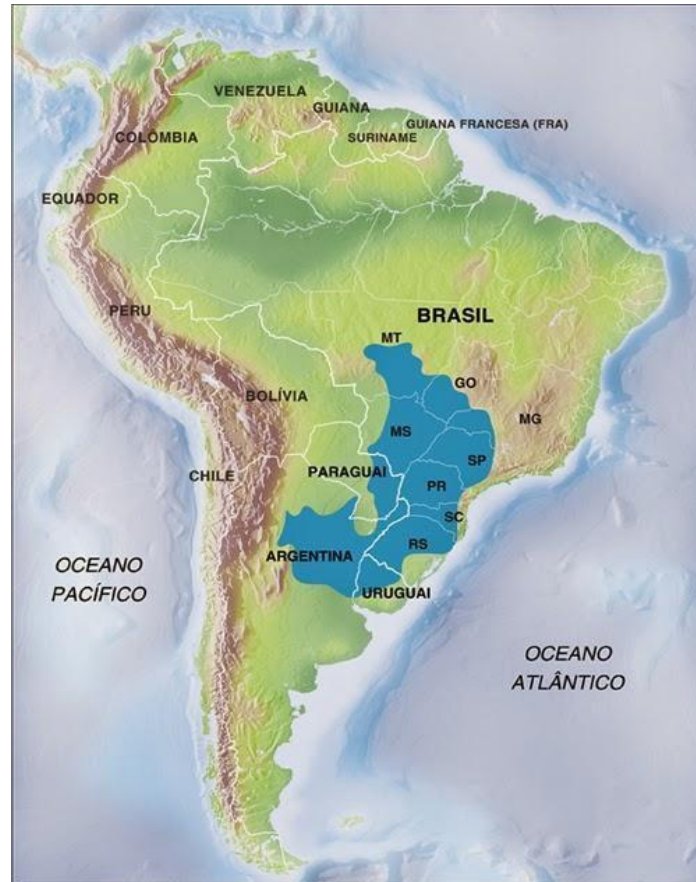 VENEZUELA
GUIANA
GUIANA FRANCESA (FRA)
SURINAME
COLÔMBIA
EQUADOR
PERU
BRASIL
MT
GO
BOLÍVIA
MG
MS
SP
CHILE
PARAGUAI
PR
SC
RS
ARGENTINA
OCEANO
PACÍFICO
URUGUAI
OCEANO
ATLÂNTICO